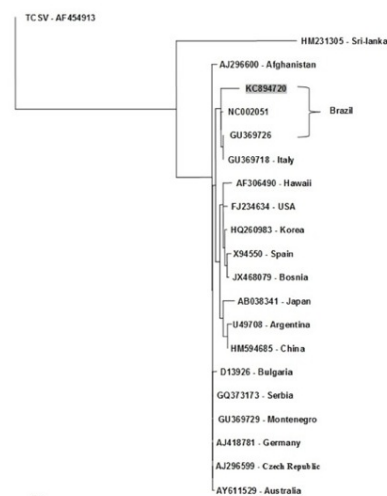 TCSV - AF454913
HM231305 - Sri-lanka
AJ296600 - Afghanistan
KC894720
NC002051
Brazil
GU369726
GU369718 - Italy
AF306490 - Hawaii
FJ234634 - USA
HQ260983 - Korea
X94550 - Spain
JX468079 - Bosnia
AB038341 - Japan
U49708 - Argentina
HM594685 - China
D13926 - Bulgaria
GQ373173 - Serbia
GU369729 - Montenegro
AJ418781 - Germany
AJ296599 - Czech Republic
AY611529 - Australia